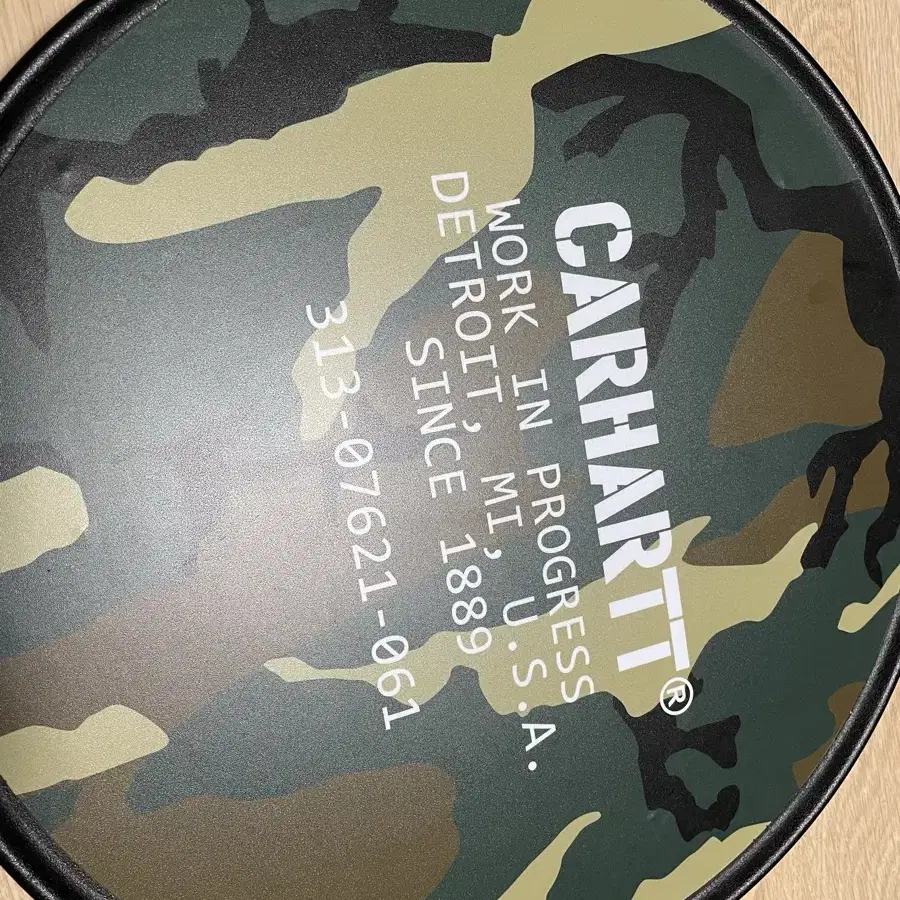 CARHARTT®
WORK IN PROGRESS
DETROIT, MI, U.S.A.
SINCE 1889
313-07621-061